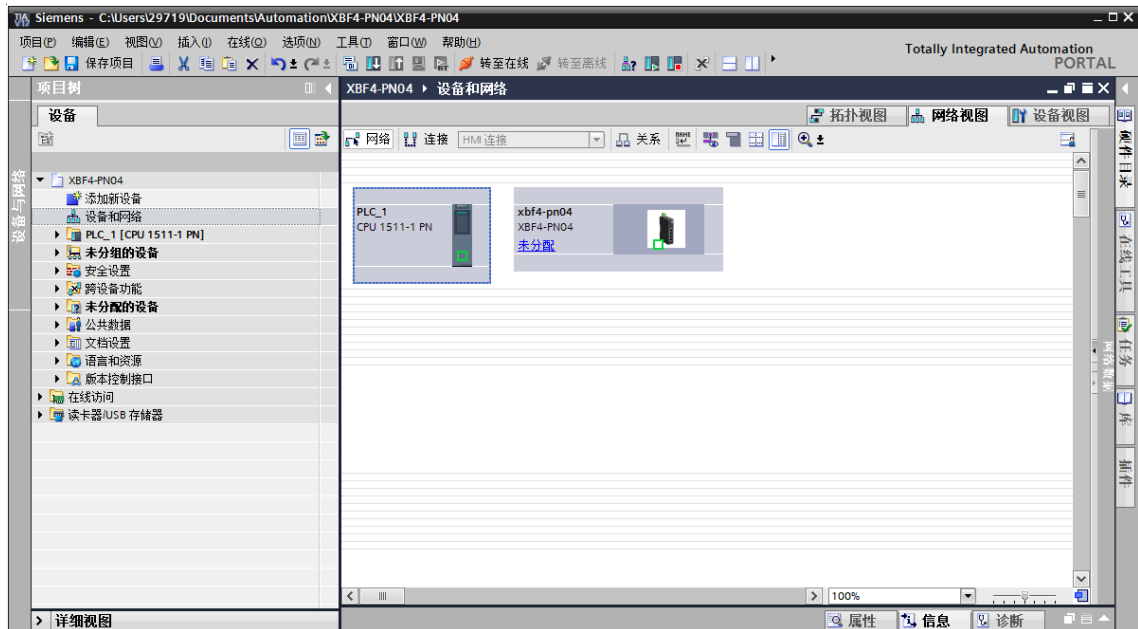 Siemens - C:\Users\29719\Documents\Automation\XBF4-PN04\XBF4-PN04
项目(P) 编辑(E) 视图(V) 插入(I) 在线(O) 选项(N) 工具(T) 窗口(W) 帮助(H)
Totally Integrated Automation
PORTAL
保存项目 转至在线 转至离线
项目树
XBF4-PN04 ▸ 设备和网络
设备
拓扑视图 网络视图 设备视图
网络 连接 HMI 连接 关系
XBF4-PN04
添加新设备
设备和网络
PLC_1 [CPU 1511-1 PN]
未分组的设备
安全设置
跨设备功能
未分配的设备
公共数据
文档设置
语言和资源
版本控制接口
在线访问
读卡器/USB 存储器
设备与网络
PLC_1
CPU 1511-1 PN
xbf4-pn04
XBF4-PN04
未分配
网络数据
硬件目录
在线工具
任务
库
插件
100%
详细视图
属性 信息 诊断